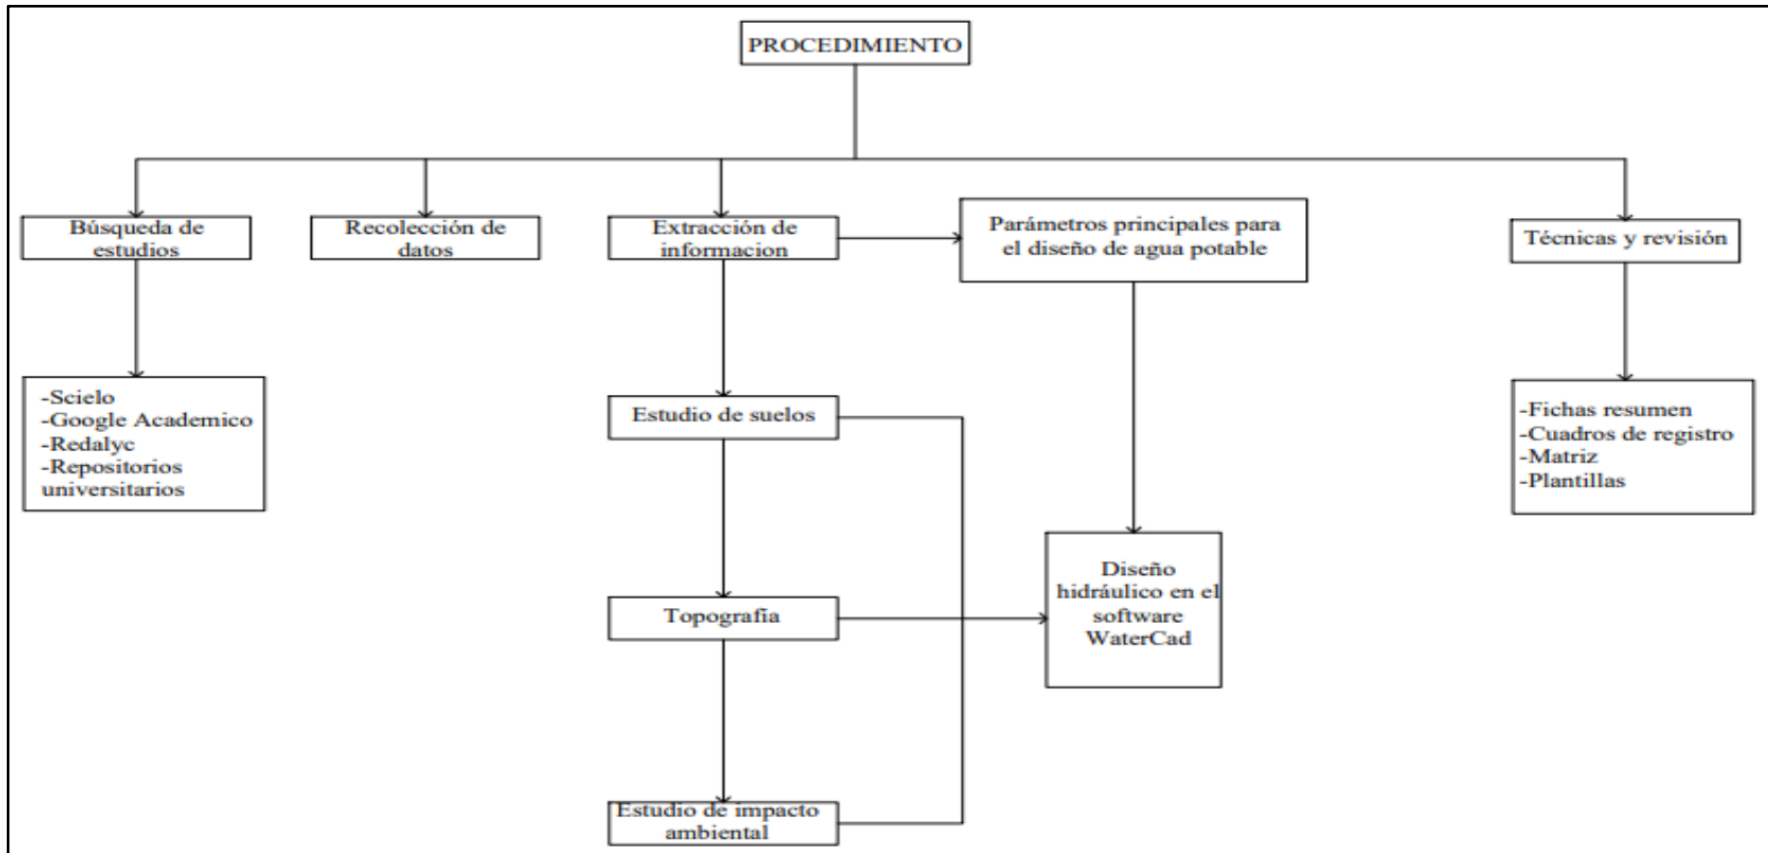 PROCEDIMIENTO
Búsqueda de
estudios
Recolección de
datos
Extracción de
informacion
Parámetros principales para
el diseño de agua potable
Técnicas y revisión
-Scielo
-Google Academico
-Redalyc
-Repositorios
universitarios
Estudio de suelos
-Fichas resumen
-Cuadros de registro
-Matriz
-Plantillas
Topografía
Diseño
hidráulico en el
software
WaterCad
Estudio de impacto
ambiental